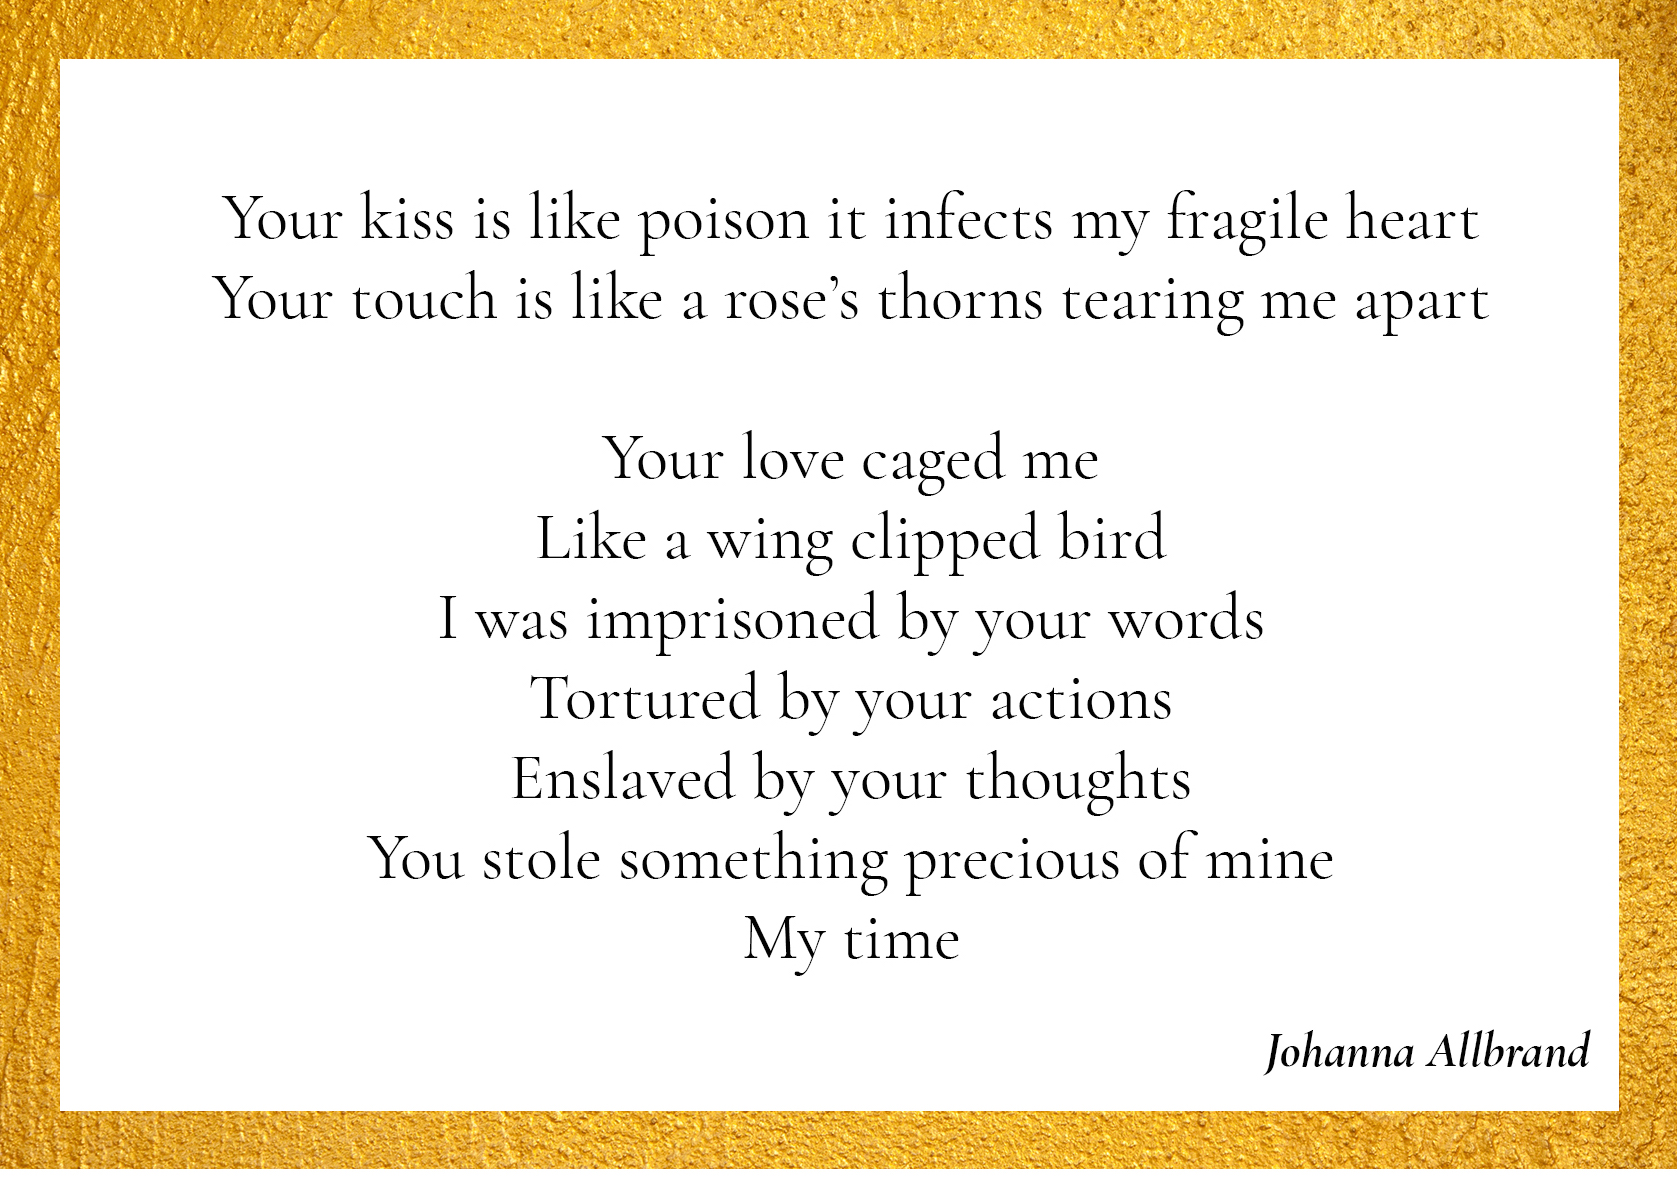 Your kiss is like poison it infects my fragile heart
Your touch is like a rose’s thorns tearing me apart
Your love caged me
Like a wing clipped bird
I was imprisoned by your words
Tortured by your actions
Enslaved by your thoughts
You stole something precious of mine
My time
Johanna Allbrand